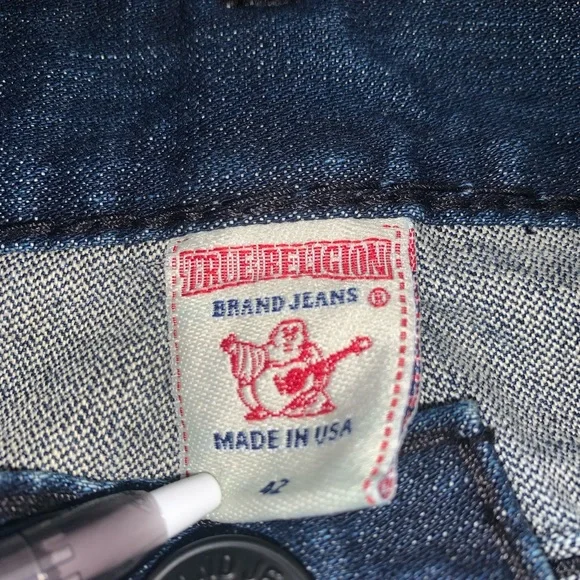 TRUE RELIGION
BRAND JEANS ®
MADE IN USA
42